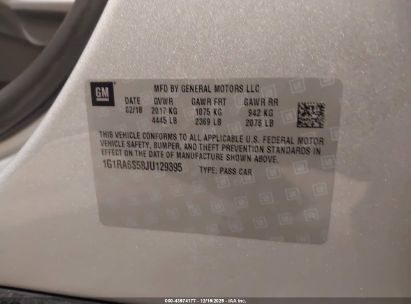 GM
MFD BY GENERAL MOTORS LLC
DATE GVWR GAWR FRT GAWR RR
02/18 2017 KG 1075 KG 942 KG
4445 LB 2369 LB 2076 LB
THIS VEHICLE CONFORMS TO ALL APPLICABLE U.S. FEDERAL MOTOR
VEHICLE SAFETY, BUMPER, AND THEFT PREVENTION STANDARDS IN
EFFECT ON THE DATE OF MANUFACTURE SHOWN ABOVE.
1G1RA6S58JU129395 TYPE: PASS CAR